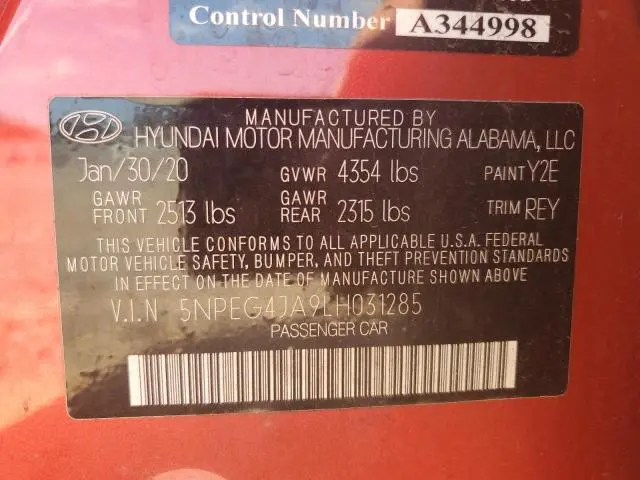 Control Number A344998
MANUFACTURED BY
HYUNDAI MOTOR MANUFACTURING ALABAMA, LLC
Jan/30/20 GVWR 4354 lbs PAINT Y2E
GAWR FRONT 2513 lbs GAWR REAR 2315 lbs TRIM REY
THIS VEHICLE CONFORMS TO ALL APPLICABLE U.S.A. FEDERAL
MOTOR VEHICLE SAFETY, BUMPER, AND THEFT PREVENTION STANDARDS
IN EFFECT ON THE DATE OF MANUFACTURE SHOWN ABOVE
V.I.N 5NPEG4JA9LH031285
PASSENGER CAR